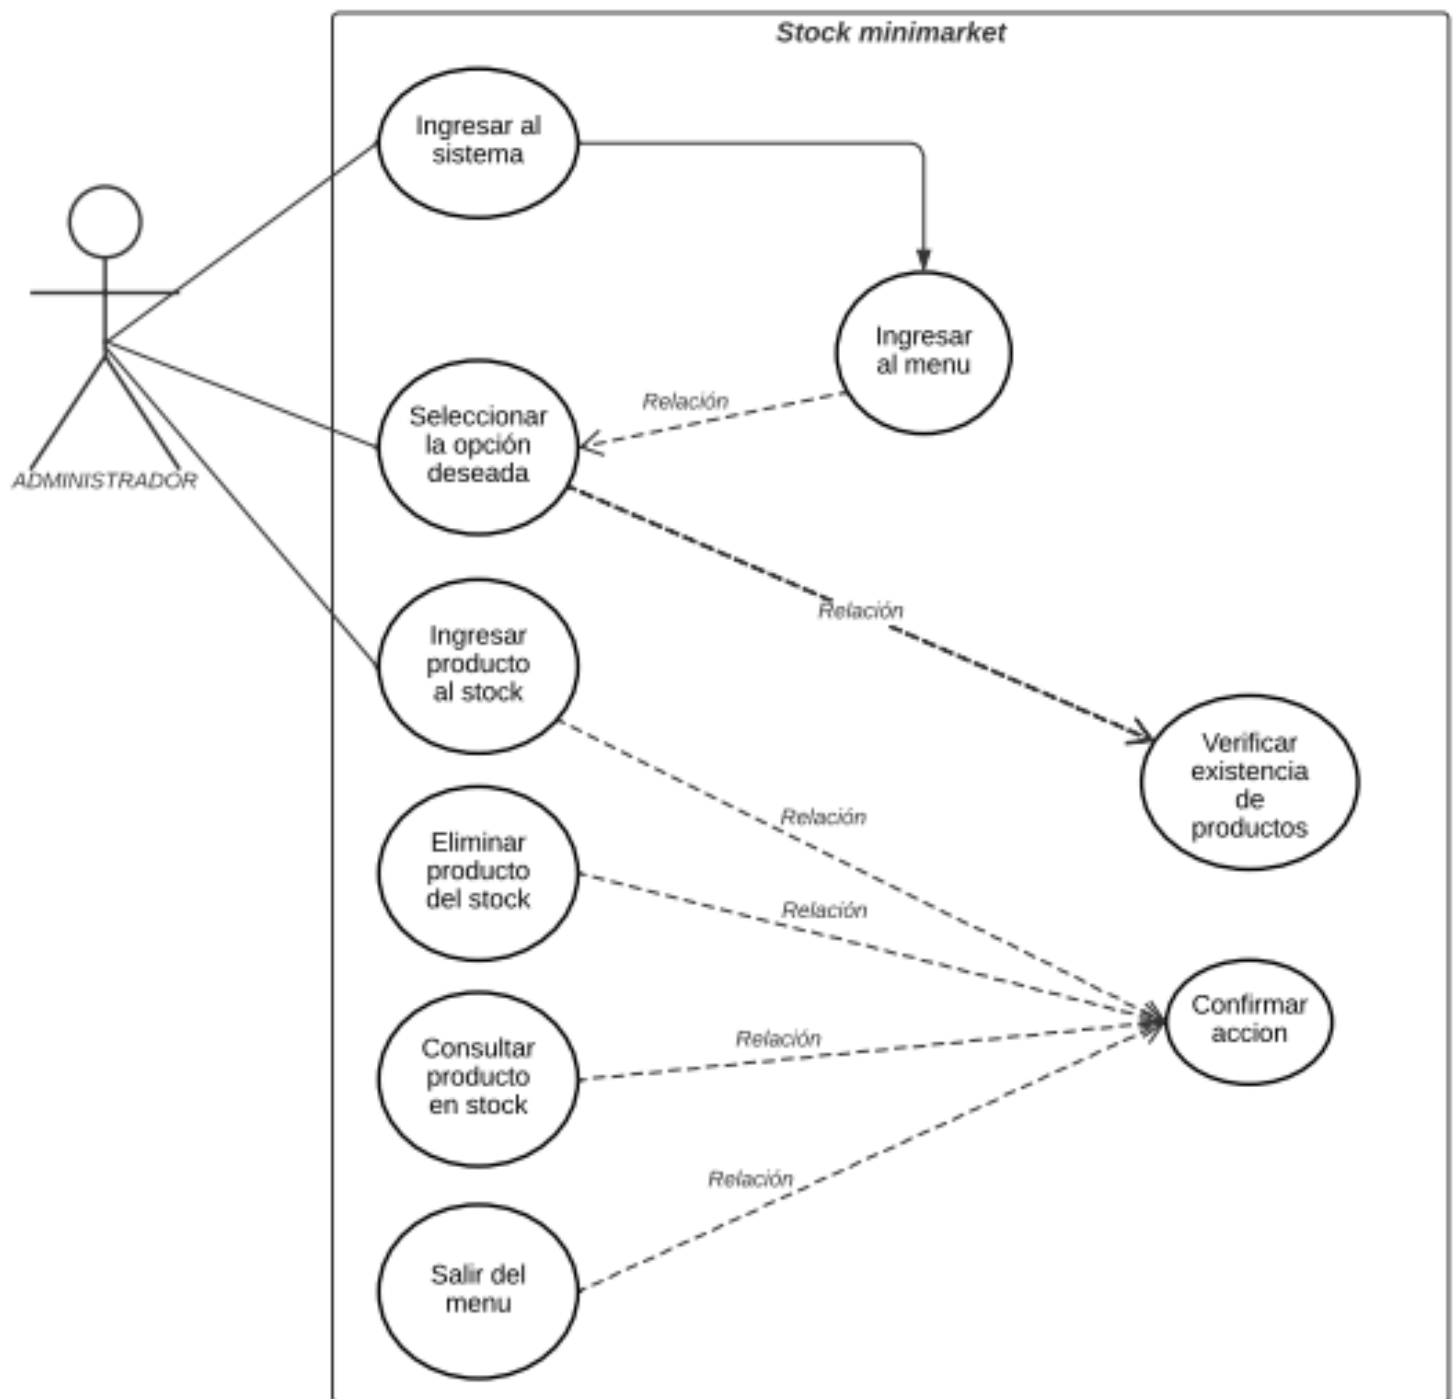 Stock minimarket
Ingresar al
sistema
Ingresar
al menu
Relación
Seleccionar
la opción
deseada
ADMINISTRADOR
Relación
Ingresar
producto
al stock
Verificar
existencia
de
productos
Relación
Eliminar
producto
del stock
Relación
Confirmar
accion
Relación
Consultar
producto
en stock
Relación
Salir del
menu